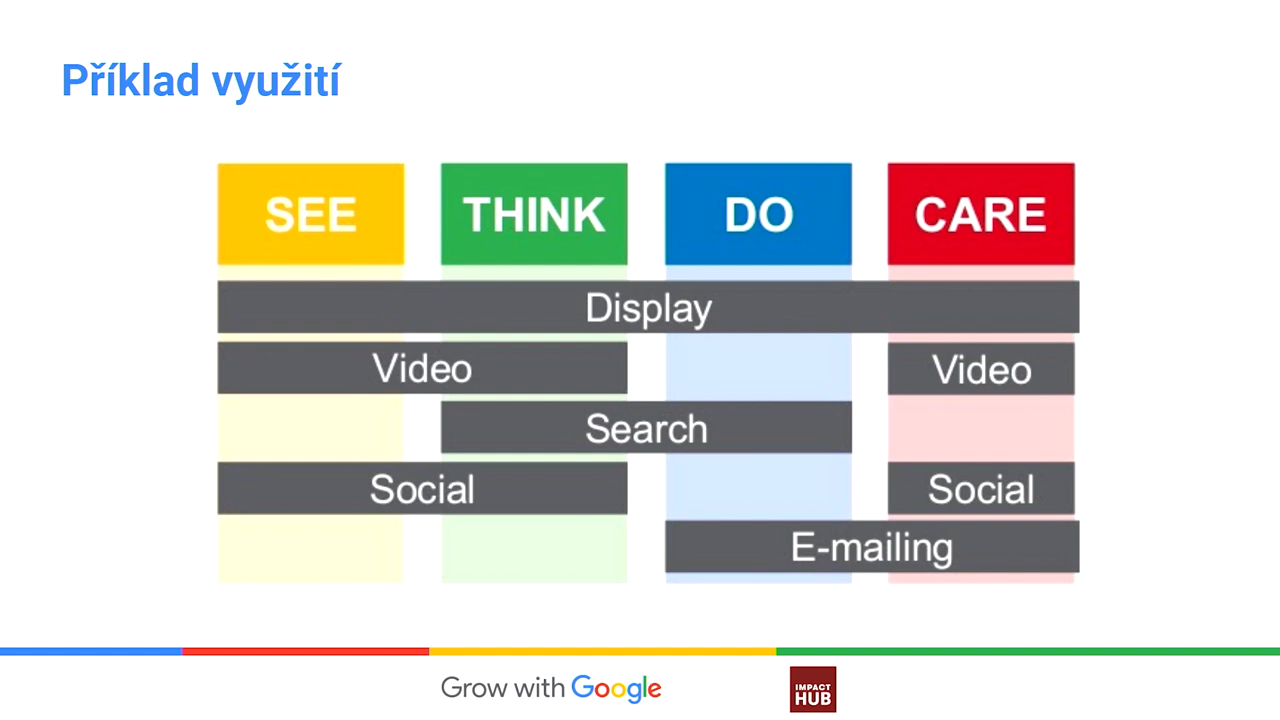 Příklad využití
SEE THINK DO CARE
Display
Video Video
Search
Social Social
E-mailing
Grow with Google
IMPACT
HUB